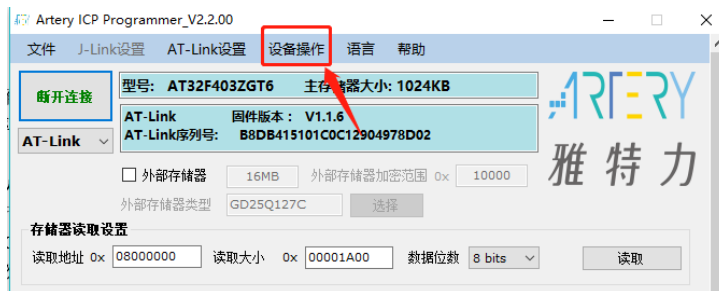 Artery ICP Programmer_V2.2.00
文件 J-Link设置 AT-Link设置 设备操作 语言 帮助
断开连接
型号: AT32F403ZGT6 主存储器大小: 1024KB
AT-Link 固件版本： V1.1.6
AT-Link序列号: B8DB415101C0C12904978D02
AT-Link
ARTERY
雅特力
外部存储器 16MB 外部存储器加密范围 0x 10000
外部存储器类型 GD25Q127C 选择
存储器读取设置
读取地址 0x 08000000 读取大小 0x 00001A00 数据位数 8 bits 读取